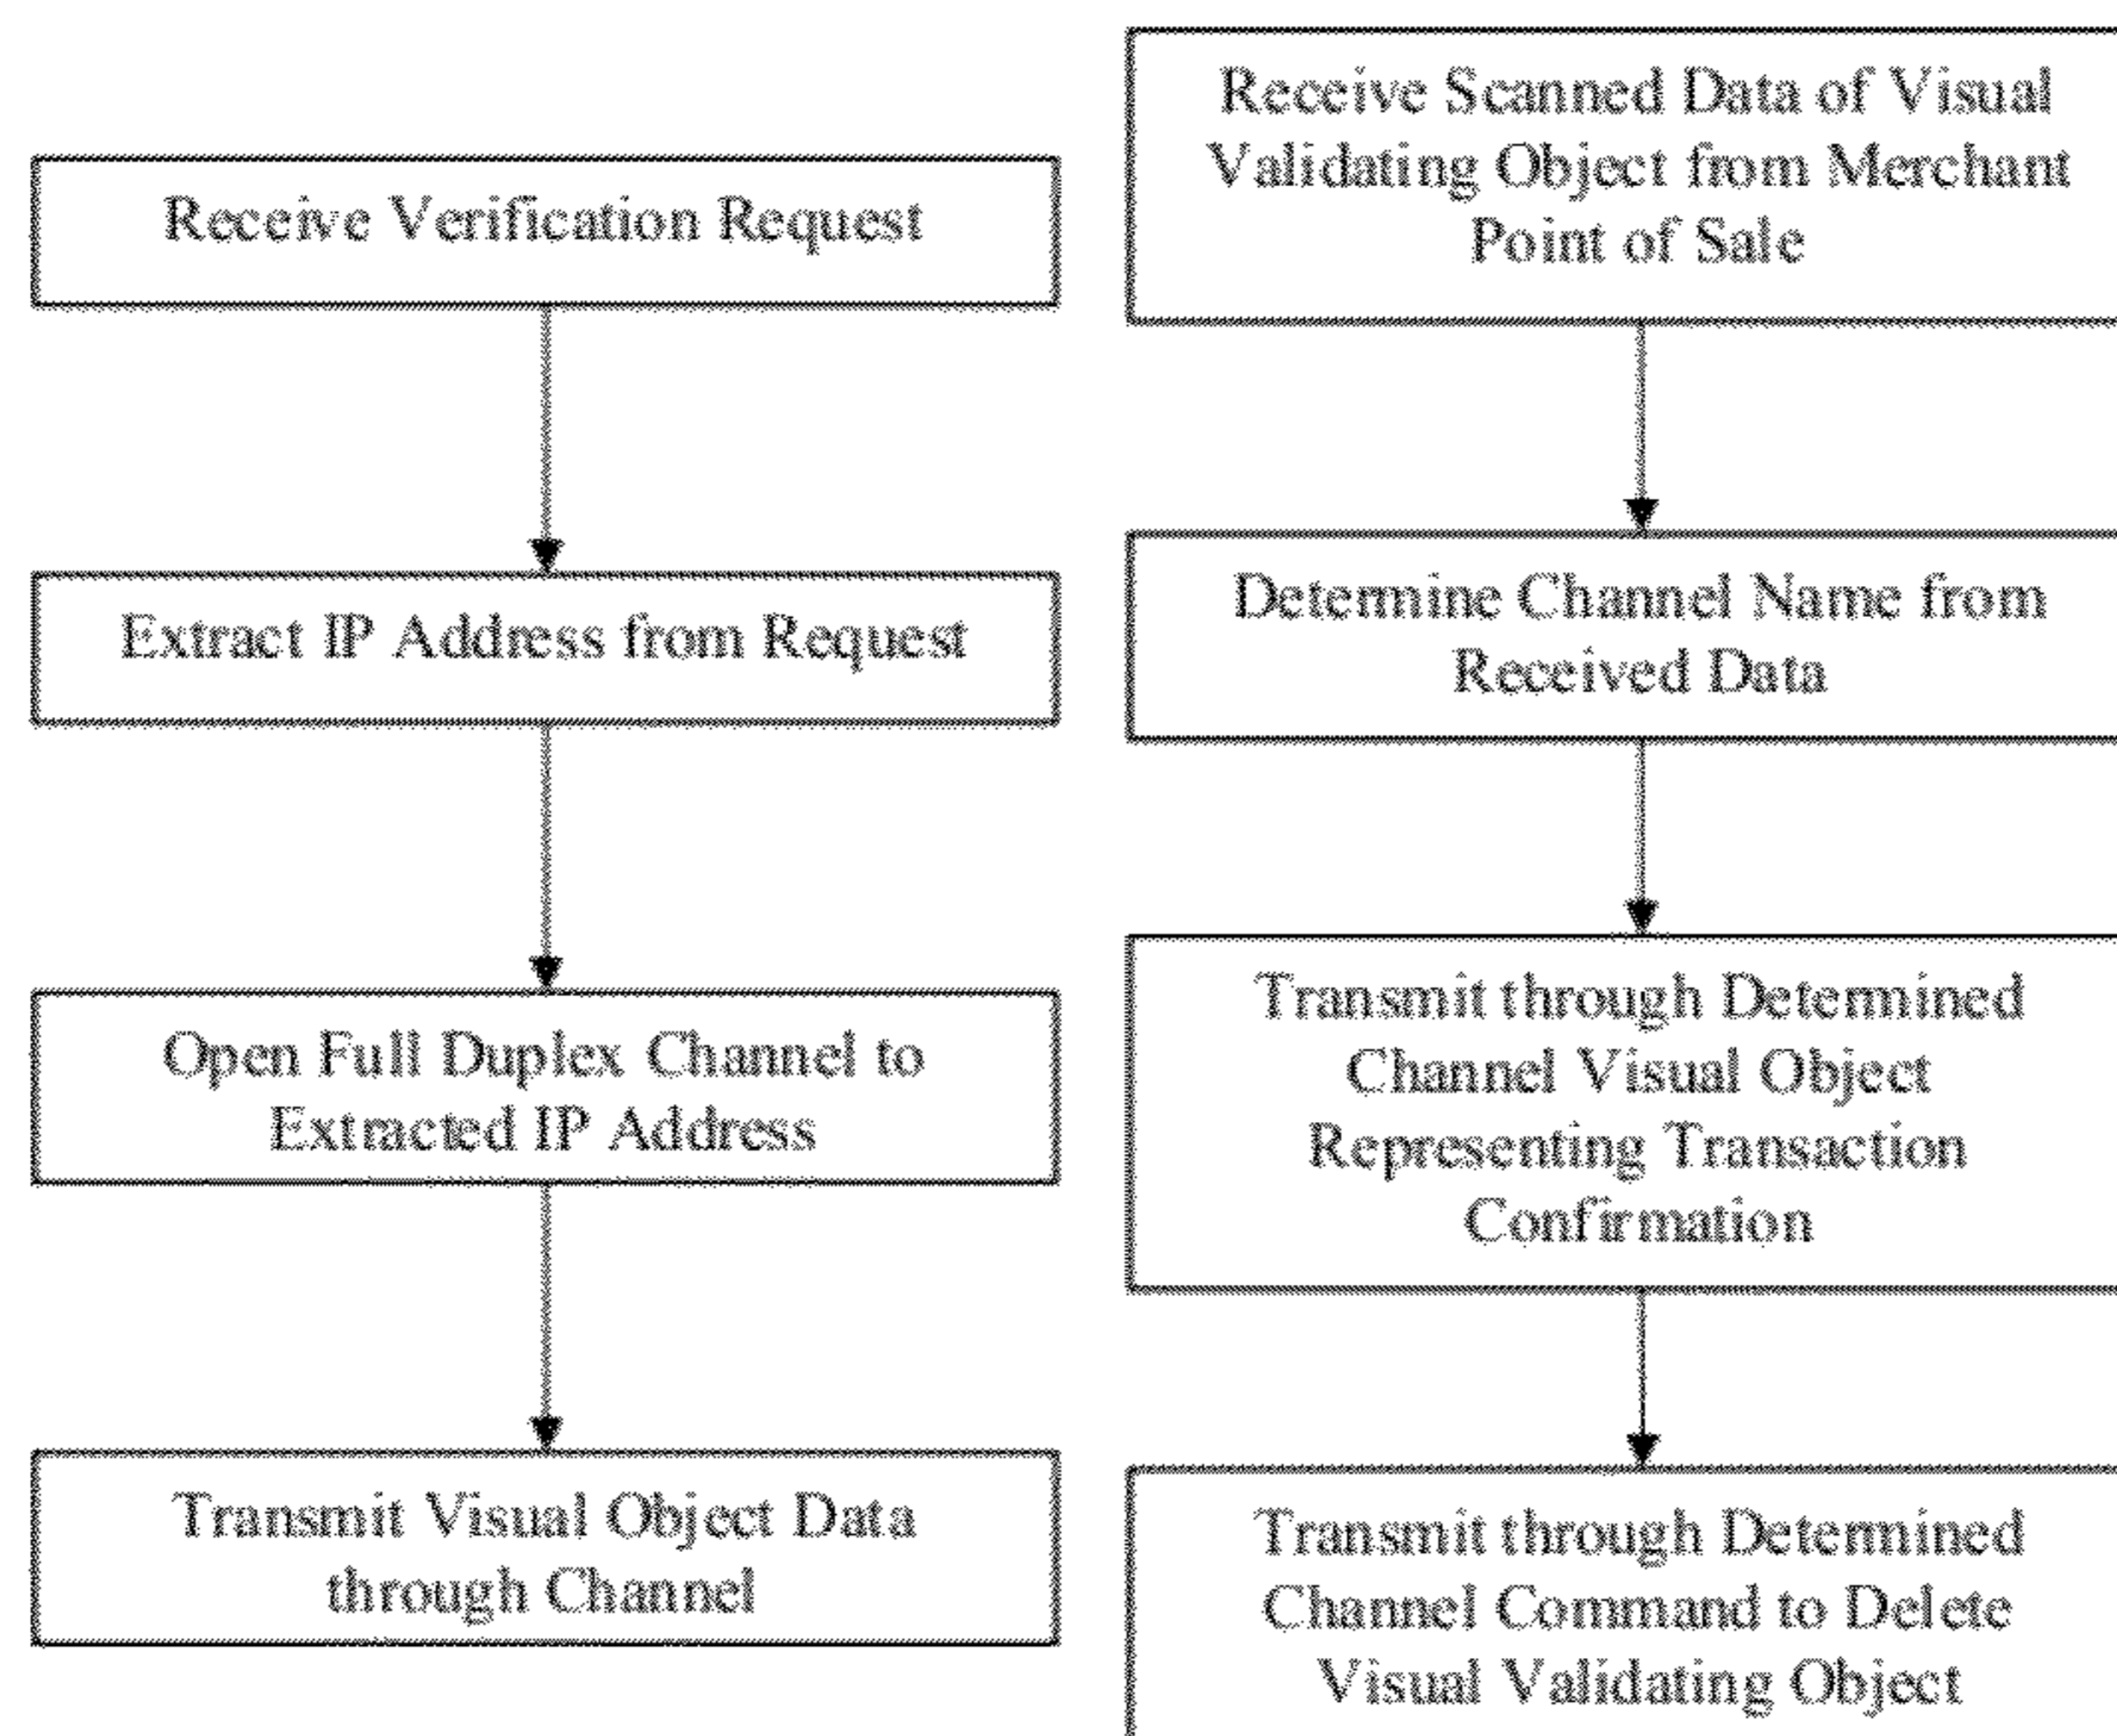 Receive Verification Request
Extract IP Address from Request
Open Full Duplex Channel to
Extracted IP Address
Transmit Visual Object Data
through Channel
Receive Scanned Data of Visual
Validating Object from Merchant
Point of Sale
Determine Channel Name from
Received Data
Transmit through Determined
Channel Visual Object
Representing Transaction
Confirmation
Transmit through Determined
Channel Command to Delete
Visual Validating Object